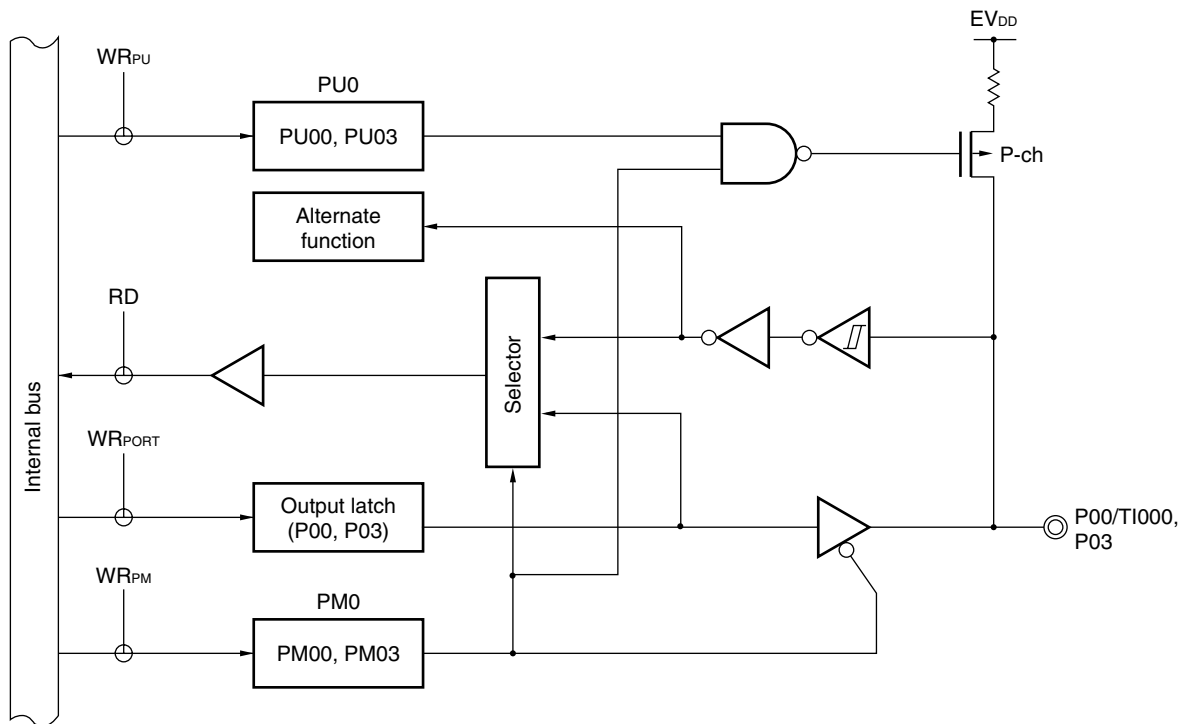 EVDD
WRPU
PU0
PU00, PU03
P-ch
Alternate
function
RD
Selector
Internal bus
WRPORT
Output latch
(P00, P03)
P00/TI000,
P03
WRPM
PM0
PM00, PM03